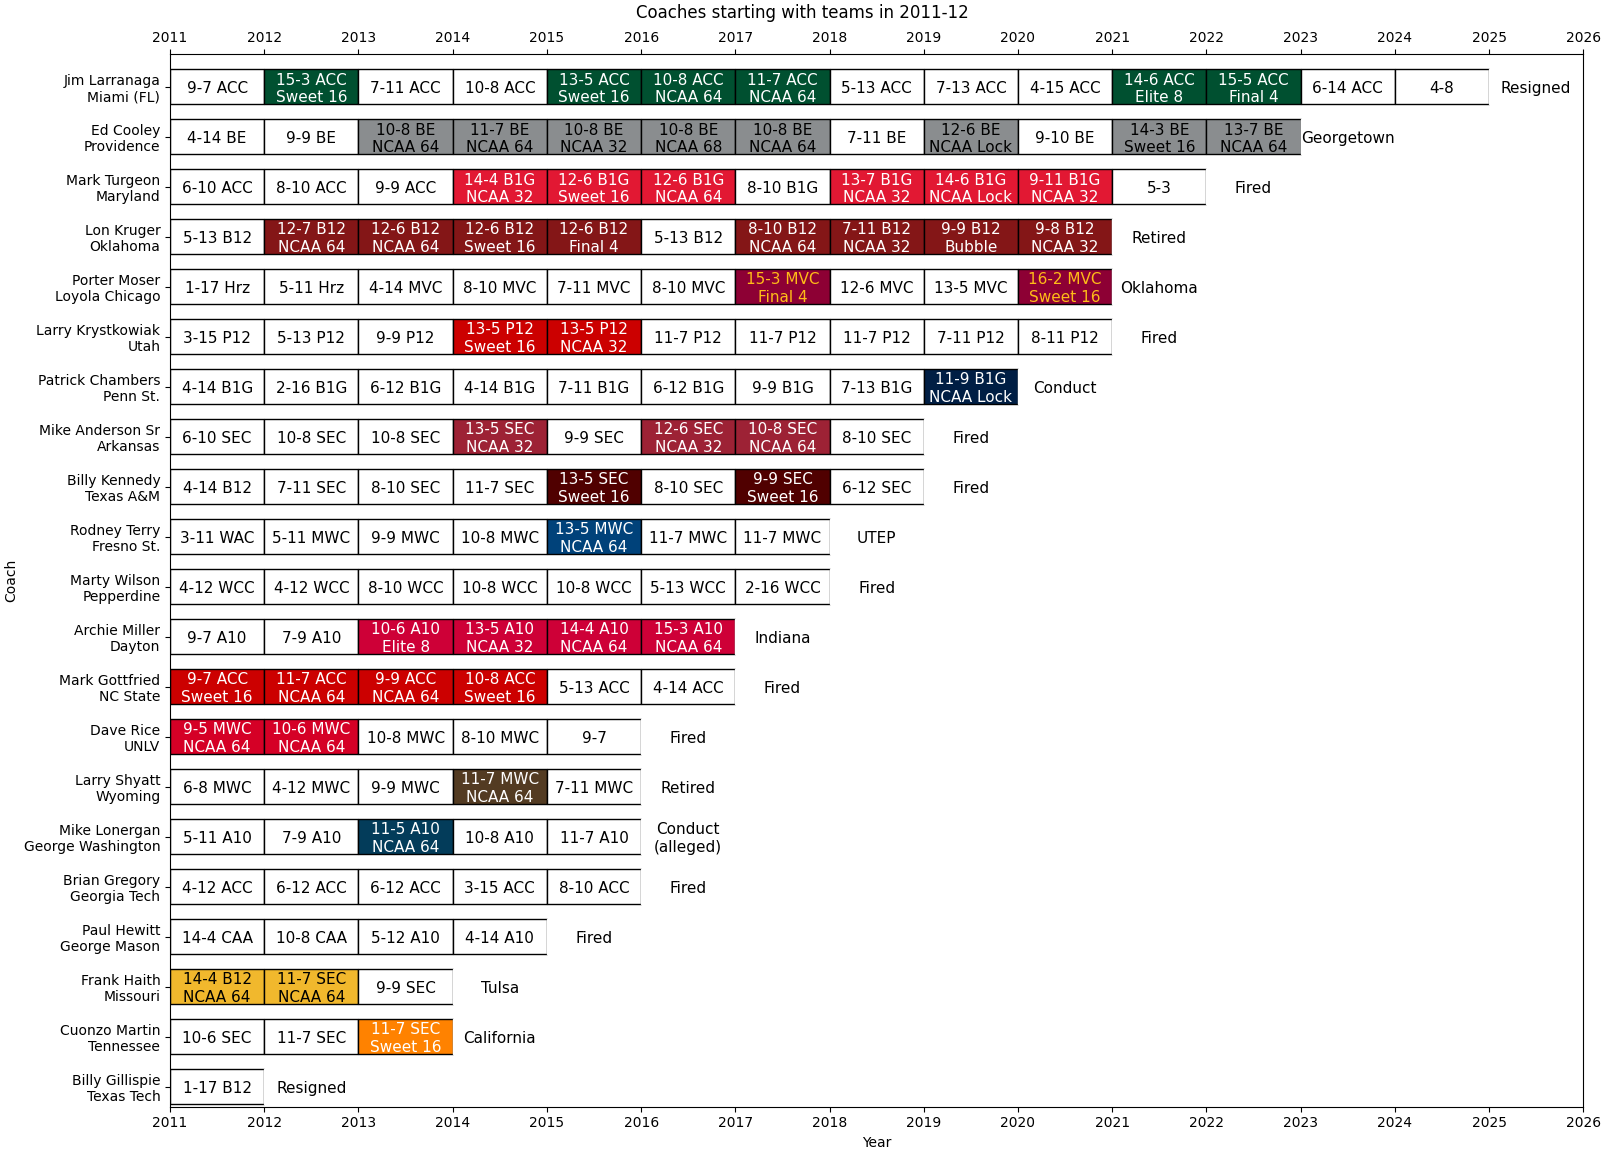 Coaches starting with teams in 2011-12
2011 2012 2013 2014 2015 2016 2017 2018 2019 2020 2021 2022 2023 2024 2025 2026
Jim Larranaga
Miami (FL)
9-7 ACC
15-3 ACC
Sweet 16
7-11 ACC
10-8 ACC
13-5 ACC
Sweet 16
10-8 ACC
NCAA 64
11-7 ACC
NCAA 64
5-13 ACC
7-13 ACC
4-15 ACC
14-6 ACC
Elite 8
15-5 ACC
Final 4
6-14 ACC
4-8
Resigned
Ed Cooley
Providence
4-14 BE
9-9 BE
10-8 BE
NCAA 64
11-7 BE
NCAA 64
10-8 BE
NCAA 32
10-8 BE
NCAA 68
10-8 BE
NCAA 64
7-11 BE
12-6 BE
NCAA Lock
9-10 BE
14-3 BE
Sweet 16
13-7 BE
NCAA 64
Georgetown
Mark Turgeon
Maryland
6-10 ACC
8-10 ACC
9-9 ACC
14-4 B1G
NCAA 32
12-6 B1G
Sweet 16
12-6 B1G
NCAA 64
8-10 B1G
13-7 B1G
NCAA 32
14-6 B1G
NCAA Lock
9-11 B1G
NCAA 32
5-3
Fired
Lon Kruger
Oklahoma
5-13 B12
12-7 B12
NCAA 64
12-6 B12
NCAA 64
12-6 B12
Sweet 16
12-6 B12
Final 4
5-13 B12
8-10 B12
NCAA 64
7-11 B12
NCAA 32
9-9 B12
Bubble
9-8 B12
NCAA 32
Retired
Porter Moser
Loyola Chicago
1-17 Hrz
5-11 Hrz
4-14 MVC
8-10 MVC
7-11 MVC
8-10 MVC
15-3 MVC
Final 4
12-6 MVC
13-5 MVC
16-2 MVC
Sweet 16
Oklahoma
Larry Krystkowiak
Utah
3-15 P12
5-13 P12
9-9 P12
13-5 P12
Sweet 16
13-5 P12
NCAA 32
11-7 P12
11-7 P12
11-7 P12
7-11 P12
8-11 P12
Fired
Patrick Chambers
Penn St.
4-14 B1G
2-16 B1G
6-12 B1G
4-14 B1G
7-11 B1G
6-12 B1G
9-9 B1G
7-13 B1G
11-9 B1G
NCAA Lock
Conduct
Mike Anderson Sr
Arkansas
6-10 SEC
10-8 SEC
10-8 SEC
13-5 SEC
NCAA 32
9-9 SEC
12-6 SEC
NCAA 32
10-8 SEC
NCAA 64
8-10 SEC
Fired
Billy Kennedy
Texas A&M
4-14 B12
7-11 SEC
8-10 SEC
11-7 SEC
13-5 SEC
Sweet 16
8-10 SEC
9-9 SEC
Sweet 16
6-12 SEC
Fired
Rodney Terry
Fresno St.
3-11 WAC
5-11 MWC
9-9 MWC
10-8 MWC
13-5 MWC
NCAA 64
11-7 MWC
11-7 MWC
UTEP
Marty Wilson
Pepperdine
4-12 WCC
4-12 WCC
8-10 WCC
10-8 WCC
10-8 WCC
5-13 WCC
2-16 WCC
Fired
Archie Miller
Dayton
9-7 A10
7-9 A10
10-6 A10
Elite 8
13-5 A10
NCAA 32
14-4 A10
NCAA 64
15-3 A10
NCAA 64
Indiana
Mark Gottfried
NC State
9-7 ACC
Sweet 16
11-7 ACC
NCAA 64
9-9 ACC
NCAA 64
10-8 ACC
Sweet 16
5-13 ACC
4-14 ACC
Fired
Dave Rice
UNLV
9-5 MWC
NCAA 64
10-6 MWC
NCAA 64
10-8 MWC
8-10 MWC
9-7
Fired
Larry Shyatt
Wyoming
6-8 MWC
4-12 MWC
9-9 MWC
11-7 MWC
NCAA 64
7-11 MWC
Retired
Mike Lonergan
George Washington
5-11 A10
7-9 A10
11-5 A10
NCAA 64
10-8 A10
11-7 A10
Conduct
(alleged)
Brian Gregory
Georgia Tech
4-12 ACC
6-12 ACC
6-12 ACC
3-15 ACC
8-10 ACC
Fired
Paul Hewitt
George Mason
14-4 CAA
10-8 CAA
5-12 A10
4-14 A10
Fired
Frank Haith
Missouri
14-4 B12
NCAA 64
11-7 SEC
NCAA 64
9-9 SEC
Tulsa
Cuonzo Martin
Tennessee
10-6 SEC
11-7 SEC
11-7 SEC
Sweet 16
California
Billy Gillispie
Texas Tech
1-17 B12
Resigned
Coach
2011 2012 2013 2014 2015 2016 2017 2018 2019 2020 2021 2022 2023 2024 2025 2026
Year